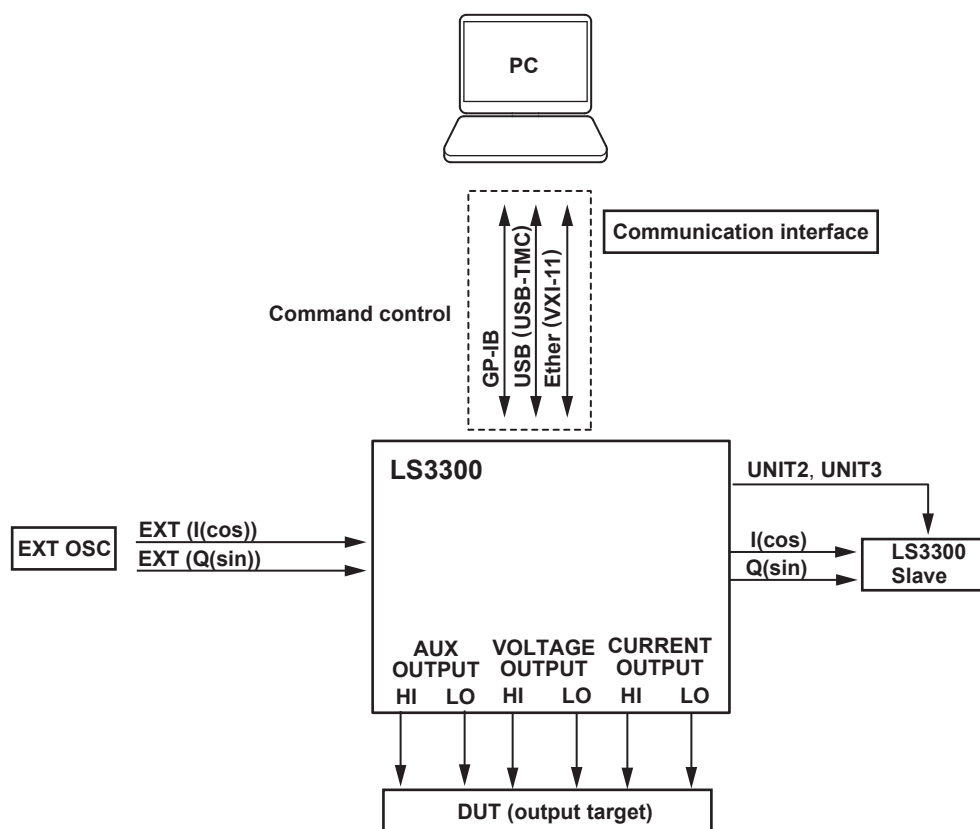 PC
Communication interface
Command control
GP-IB
USB (USB-TMC)
Ether (VXI-11)
LS3300
UNIT2, UNIT3
EXT OSC
EXT (I(cos))
EXT (Q(sin))
I(cos)
Q(sin)
LS3300
Slave
AUX
OUTPUT
HI LO
VOLTAGE
OUTPUT
HI LO
CURRENT
OUTPUT
HI LO
DUT (output target)